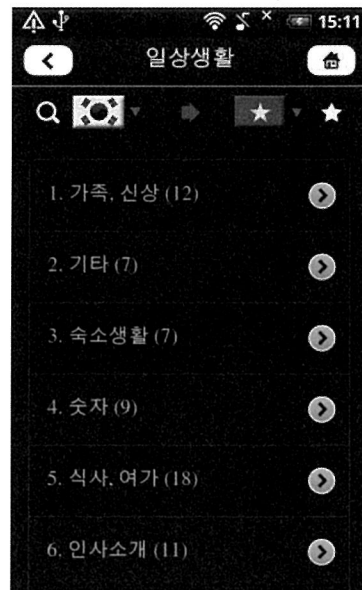 15:11
일상생활
1. 가족, 신상 (12)
2. 기타 (7)
3. 숙소생활 (7)
4. 숫자 (9)
5. 식사, 여가 (18)
6. 인사소개 (11)